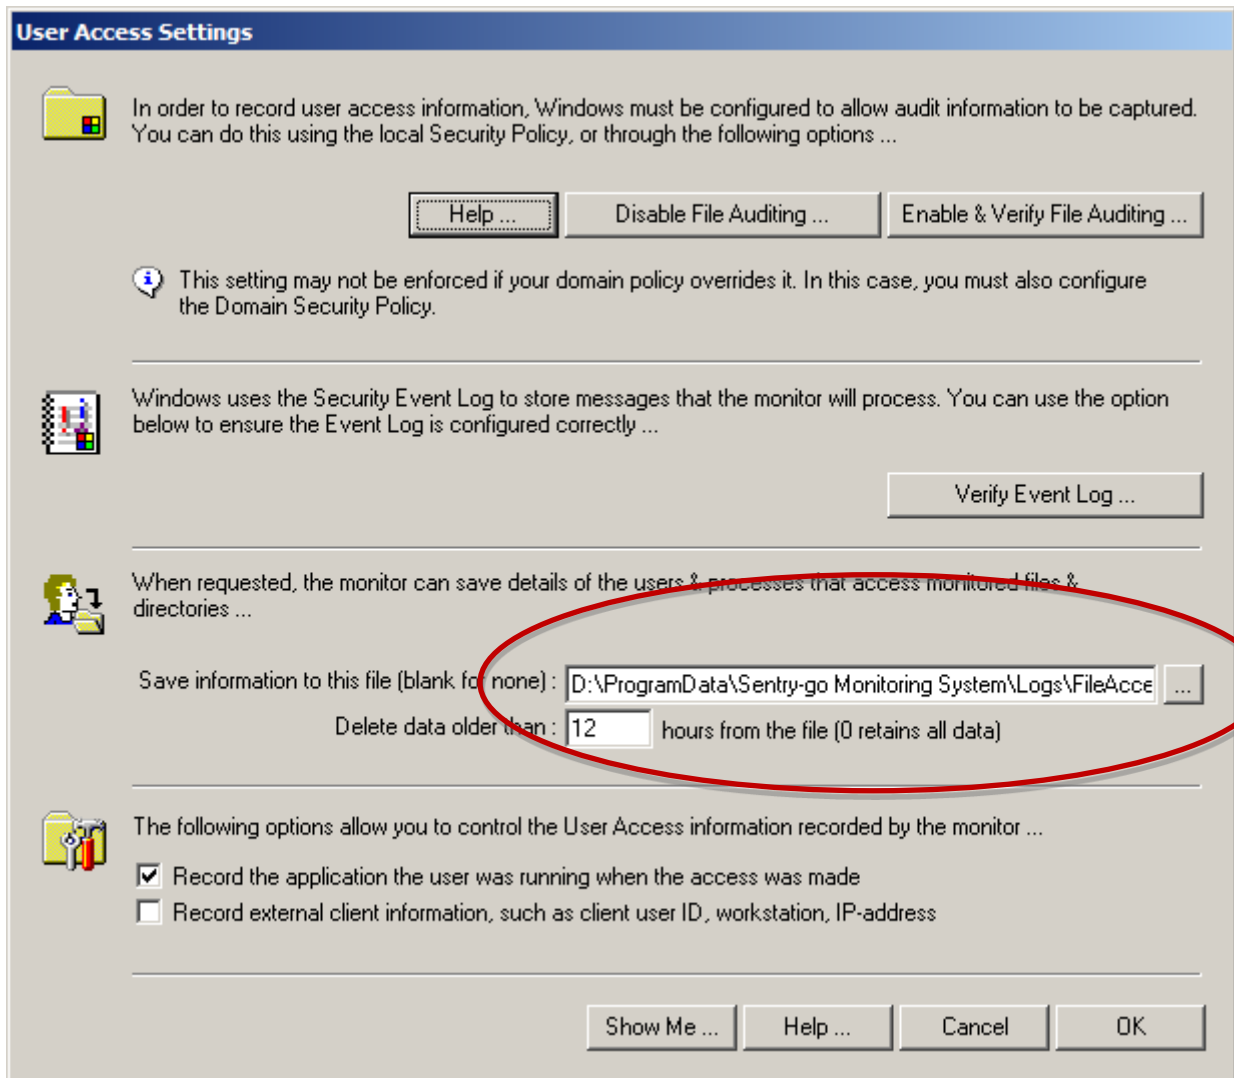 User Access Settings
In order to record user access information, Windows must be configured to allow audit information to be captured.
You can do this using the local Security Policy, or through the following options ...
Help ...
Disable File Auditing ...
Enable & Verify File Auditing ...
This setting may not be enforced if your domain policy overrides it. In this case, you must also configure
the Domain Security Policy.
Windows uses the Security Event Log to store messages that the monitor will process. You can use the option
below to ensure the Event Log is configured correctly ...
Verify Event Log ...
When requested, the monitor can save details of the users & processes that access monitored files &
directories ...
Save information to this file (blank for none) : D:\ProgramData\Sentry-go Monitoring System\Logs\FileAcce ...
Delete data older than : 12 hours from the file (0 retains all data)
The following options allow you to control the User Access information recorded by the monitor ...
Record the application the user was running when the access was made
Record external client information, such as client user ID, workstation, IP-address
Show Me ...
Help ...
Cancel
OK